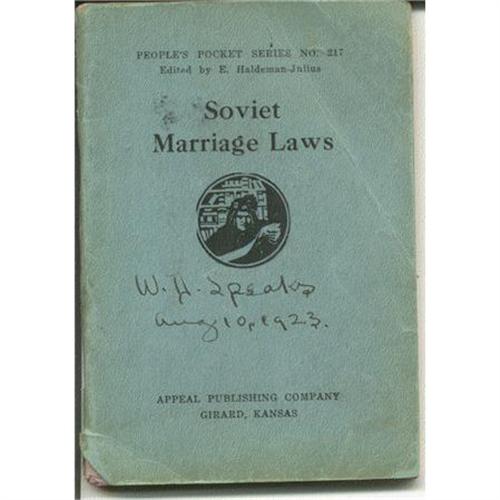 PEOPLE'S POCKET SERIES NO. 217
Edited by E. Haldeman-Julius
Soviet
Marriage Laws
W. H. Speaks
Aug 10, 1923.
APPEAL PUBLISHING COMPANY
GIRARD, KANSAS